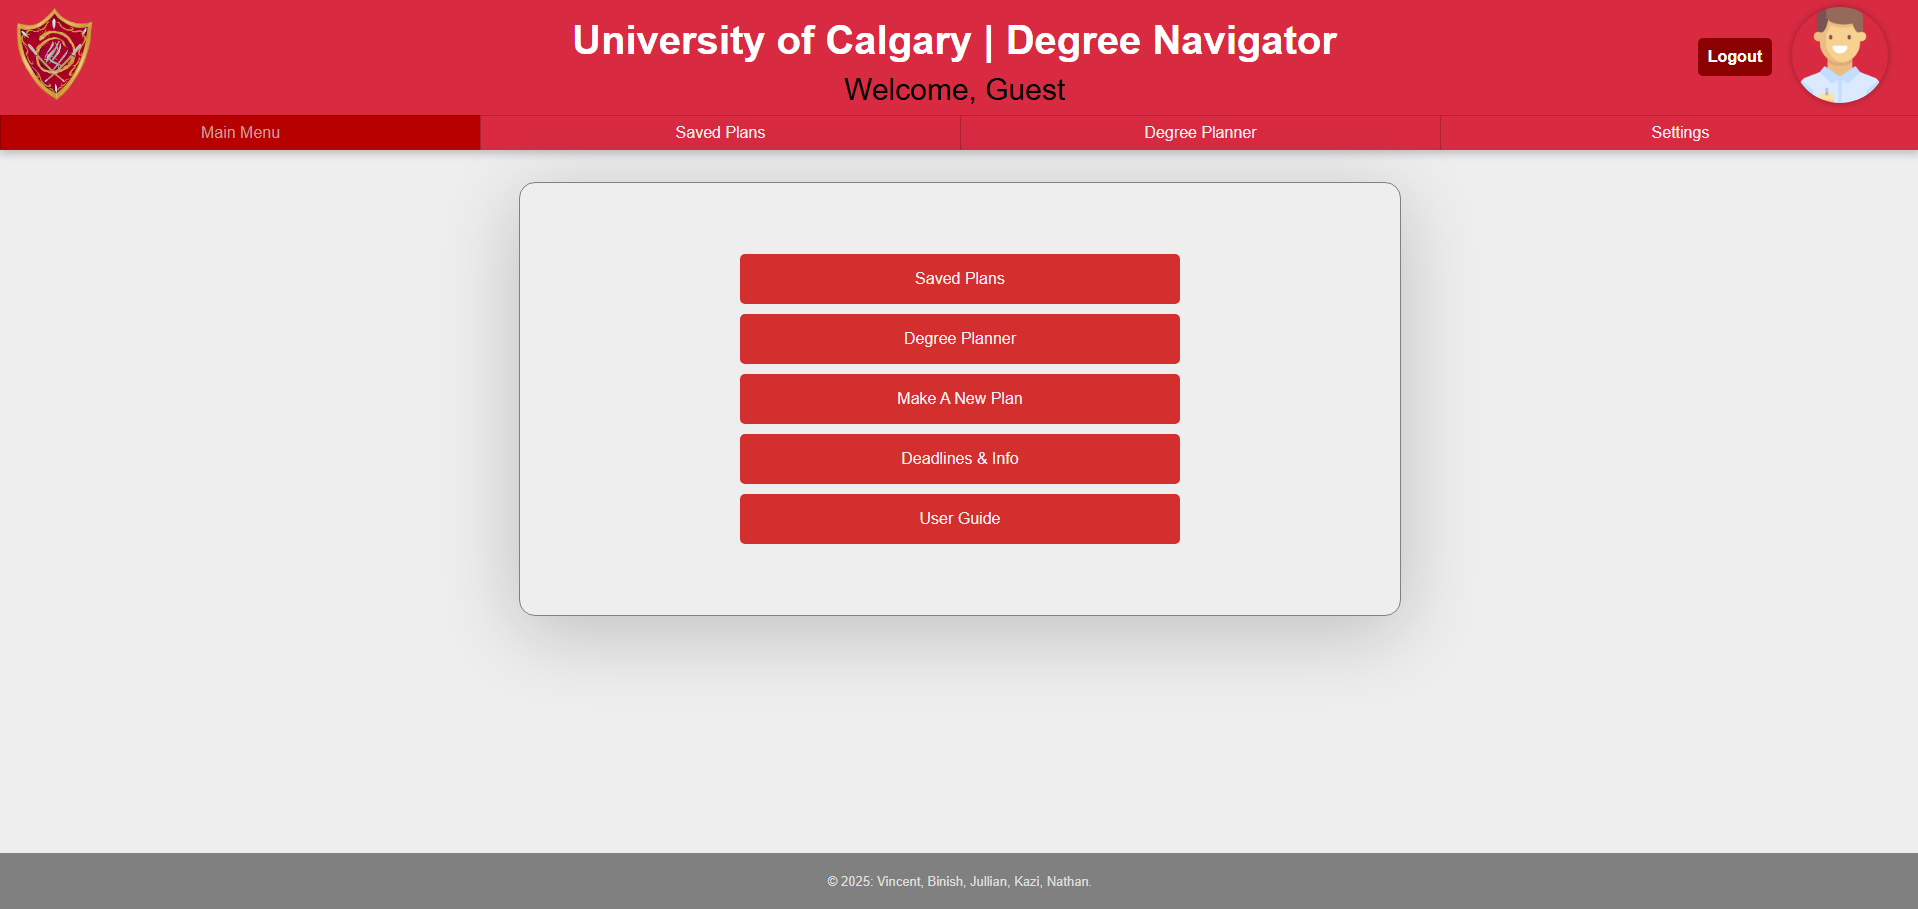 University of Calgary | Degree Navigator
Welcome, Guest
Logout
Main Menu
Saved Plans
Degree Planner
Settings
Saved Plans
Degree Planner
Make A New Plan
Deadlines & Info
User Guide
© 2025: Vincent, Binish, Jullian, Kazi, Nathan.